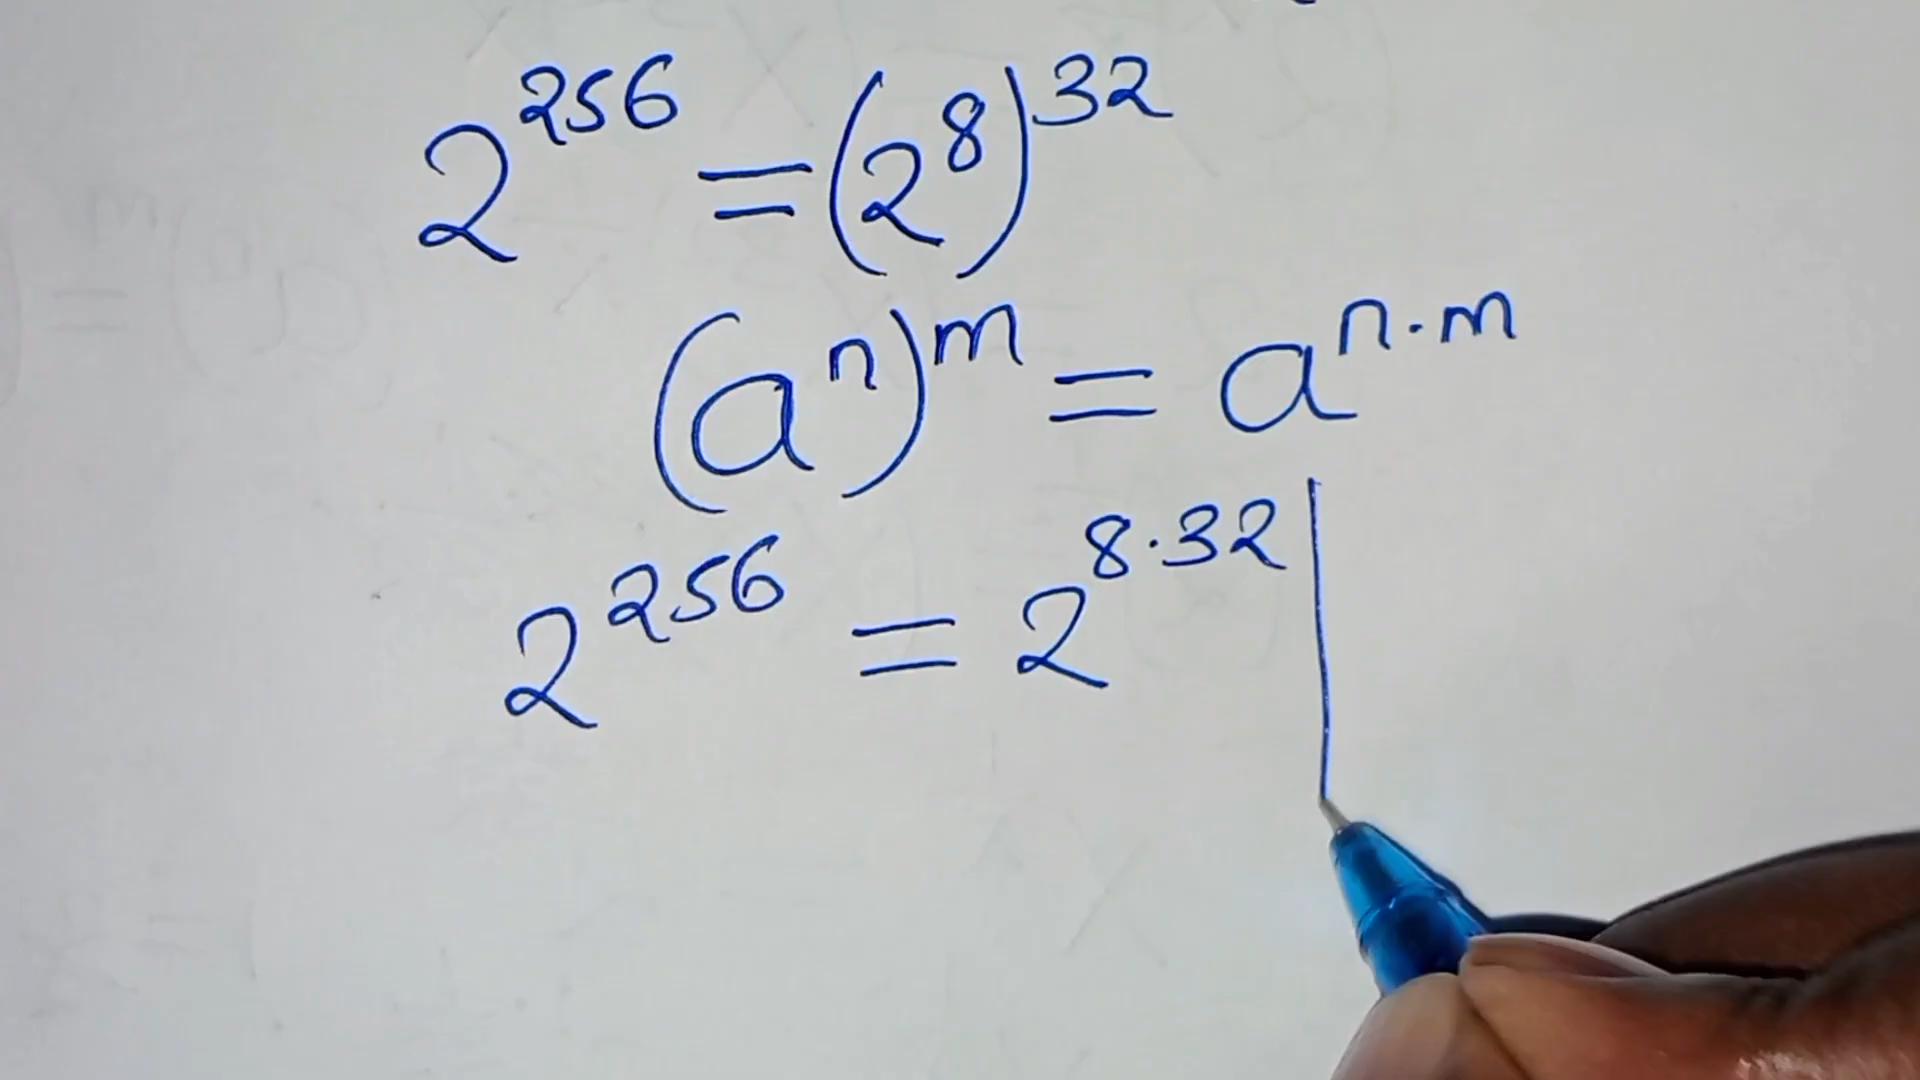 2^256 = (2^8)^32
(a^n)^m = a^n·m
2^256 = 2^8·32